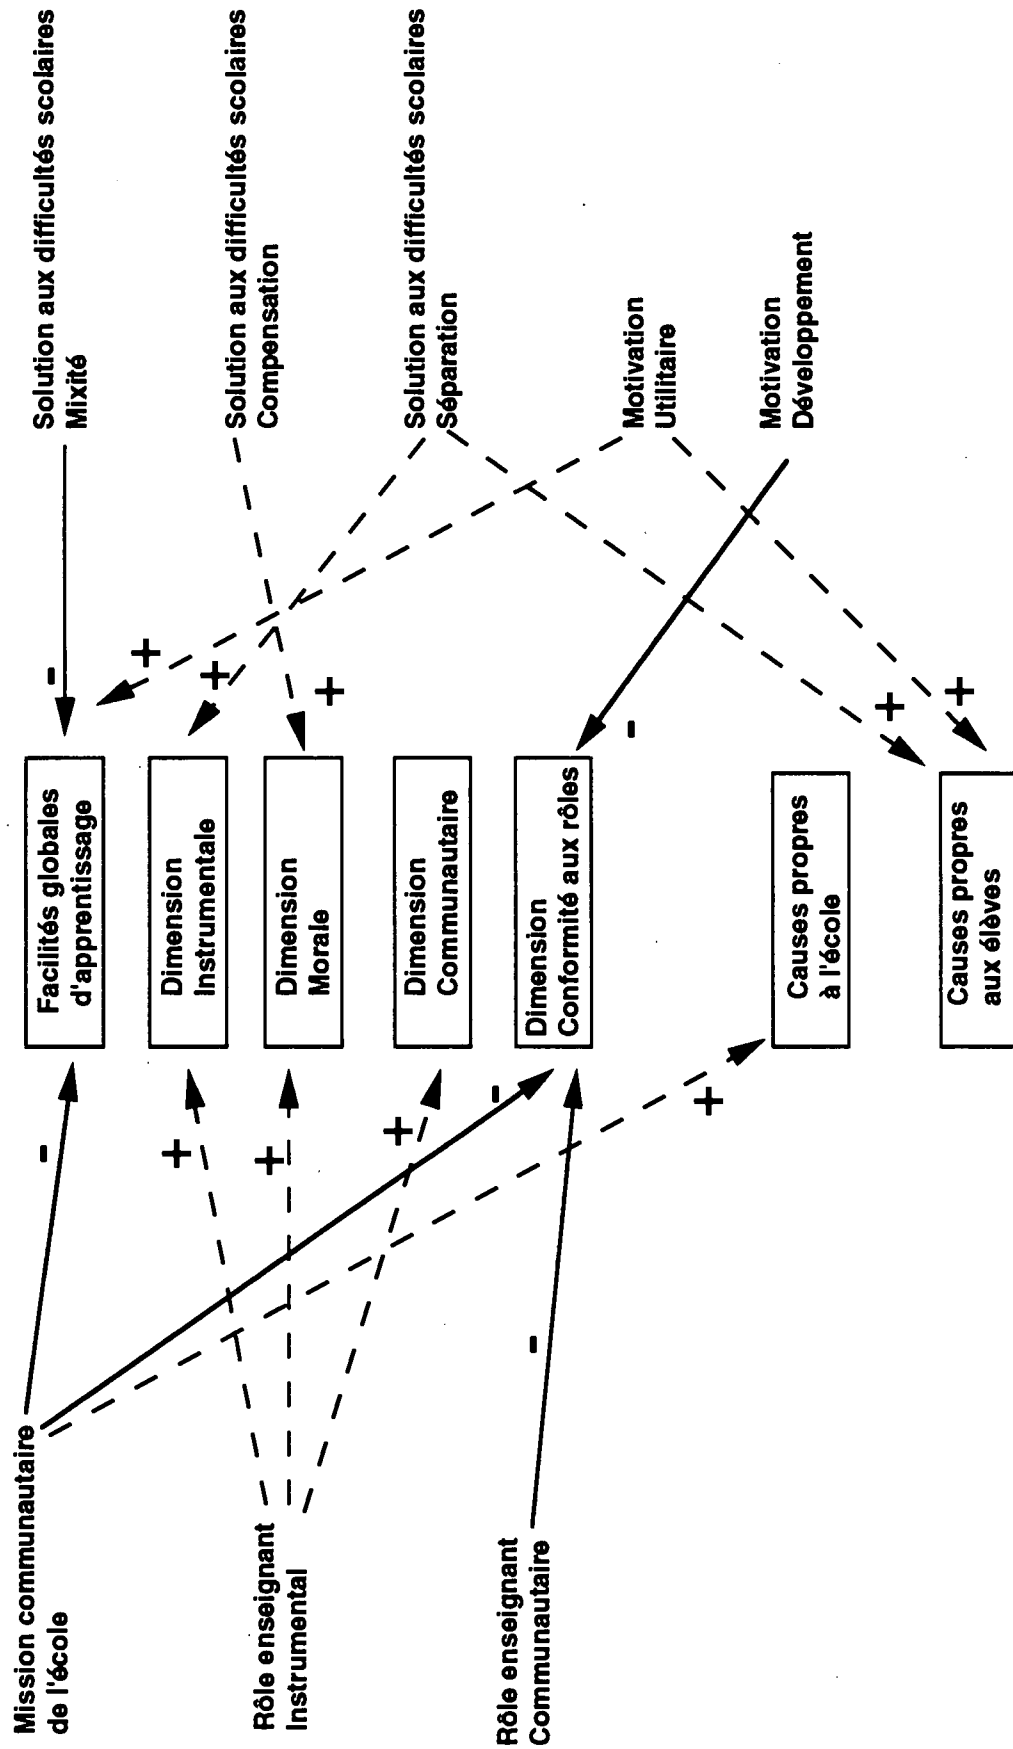 Mission communautaire
de l'école
Rôle enseignant
Instrumental
Rôle enseignant
Communautaire
-
+
+
+
-
-
+
Facilités globales
d'apprentissage
Dimension
Instrumentale
Dimension
Morale
Dimension
Communautaire
Dimension
Conformité aux rôles
Causes propres
à l'école
Causes propres
aux élèves
-
+
+
+
-
+
+
Solution aux difficultés scolaires
Mixité
Solution aux difficultés scolaires
Compensation
Solution aux difficultés scolaires
Séparation
Motivation
Utilitaire
Motivation
Développement